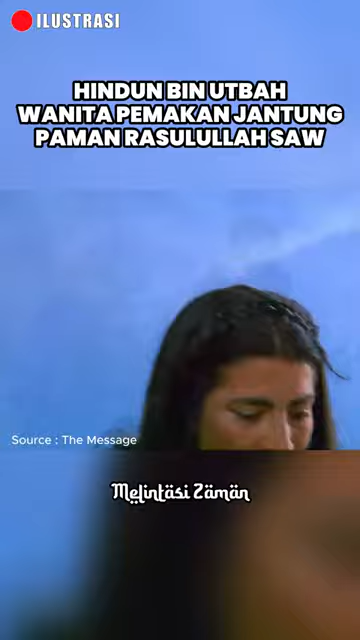 ILUSTRASI
HINDUN BIN UTBAH
WANITA PEMAKAN JANTUNG
PAMAN RASULULLAH SAW
Source : The Message
Melintasi Zaman